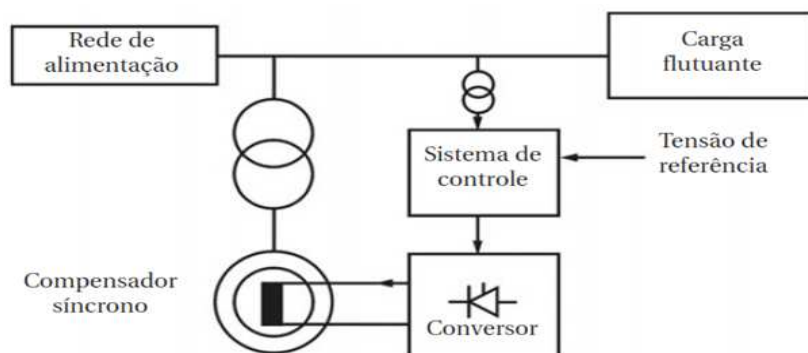 Rede de
alimentação
Carga
flutuante
Sistema de
controle
Tensão de
referência
Compensador
síncrono
Conversor